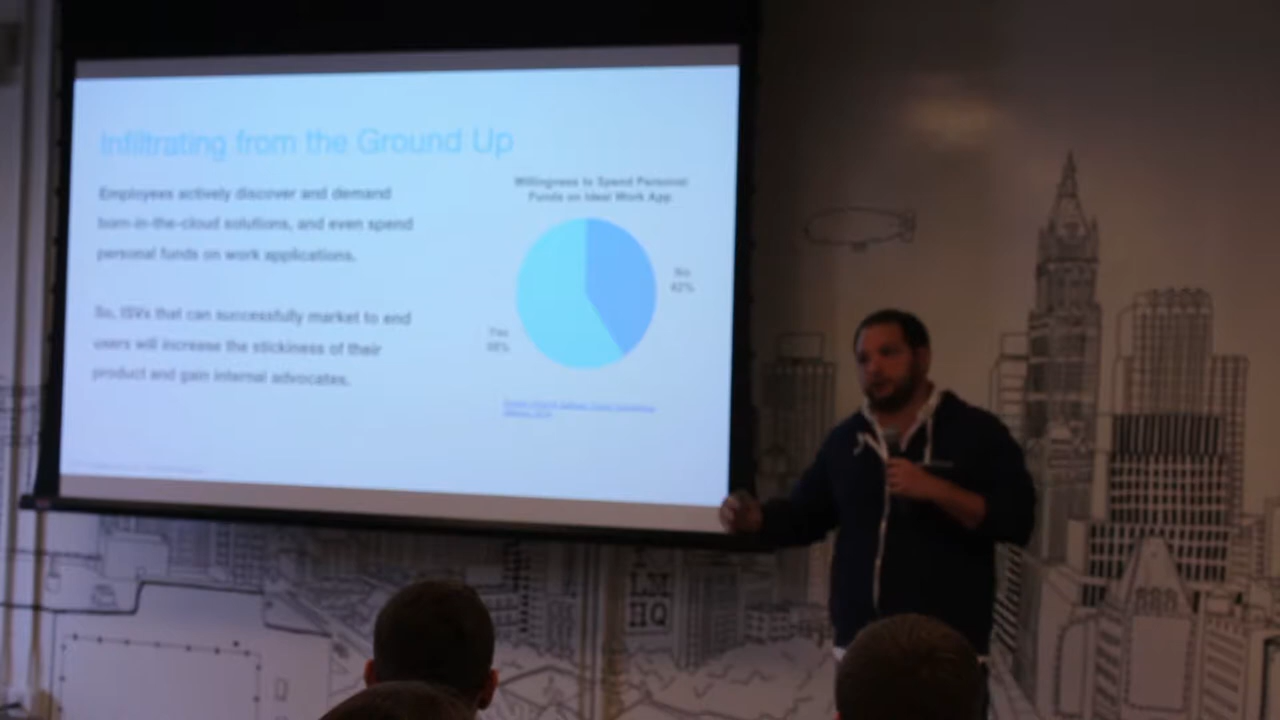 Infiltrating from the Ground Up
Employees actively discover and demand
born-in-the-cloud solutions, and even spend
personal funds on work applications.
So, ISVs that can successfully market to end
users will increase the stickiness of their
product and gain internal advocates.
Willingness to Spend Personal
Funds on Ideal Work App
No
42%
Yes
HQ